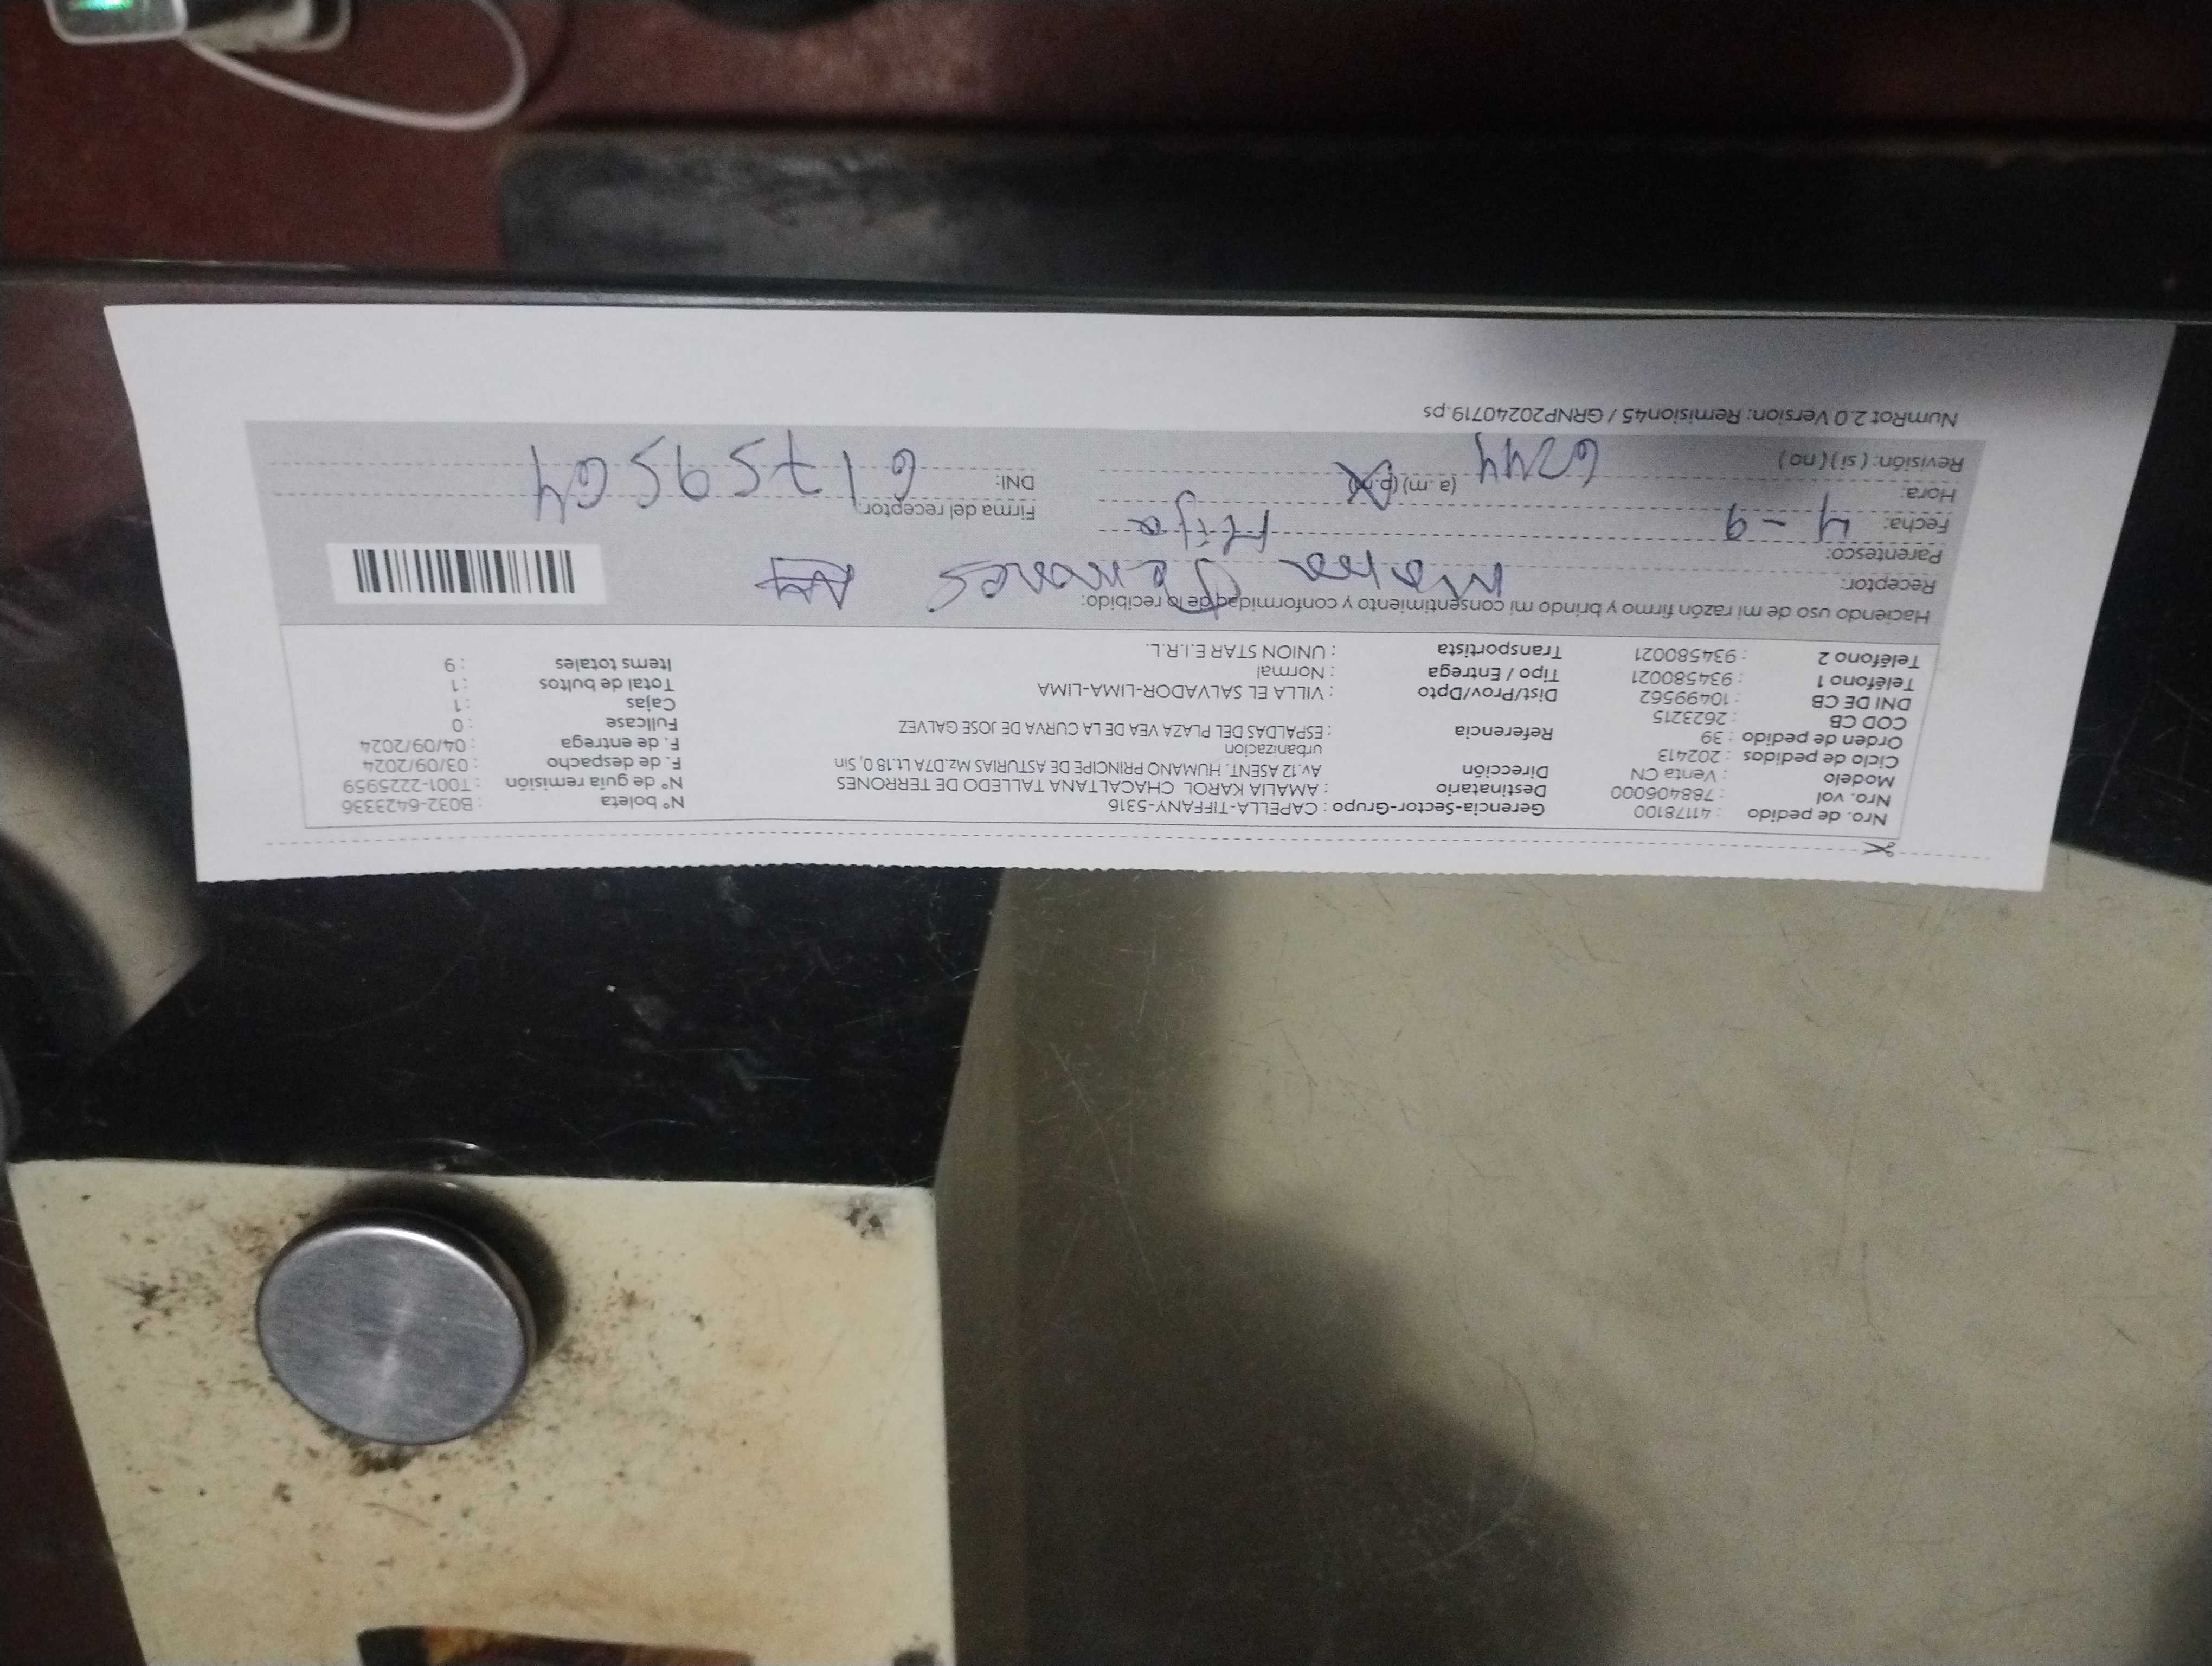 Nro. de pedido : 41178100 Gerencia-Sector-Grupo : CAPELLA-TIFFANY-5316 N° boleta : B032-6423336
Nro. vol : 788405000 Destinatario : AMALIA KAROL CHACALTANA TALLEDO DE TERRONES N° de guía remisión : T001-2225959
Modelo : Venta CN Dirección Av.12 ASENT. HUMANO PRINCIPE DE ASTURIAS Mz.D7A Lt.18 0, Sin F. de despacho : 03/09/2024
urbanizacion
Ciclo de pedidos : 202413 F. de entrega : 04/09/2024
Orden de pedido : 39 Referencia : ESPALDAS DEL PLAZA VEA DE LA CURVA DE JOSE GALVEZ Fullcase : 0
COD CB : 2623215 Cajas : 1
DNI DE CB : 10499562 Dist/Prov/Dpto : VILLA EL SALVADOR-LIMA-LIMA Total de bultos : 1
Teléfono 1 : 934580021 Tipo / Entrega : Normal Items totales : 9
Teléfono 2 : 934580021 Transportista : UNION STAR E.I.R.L.
Haciendo uso de mi razón firmo y brindo mi consentimiento y conformidad de lo recibido:
Receptor:
Parentesco: Hija
Fecha: 4-9 Firma del receptor:
Hora: (a.m) (p.m) DNI: 61759564
Revisión: ( si ) ( no )
NumRot 2.0 Version: Remision45 / GRNP20240719.ps